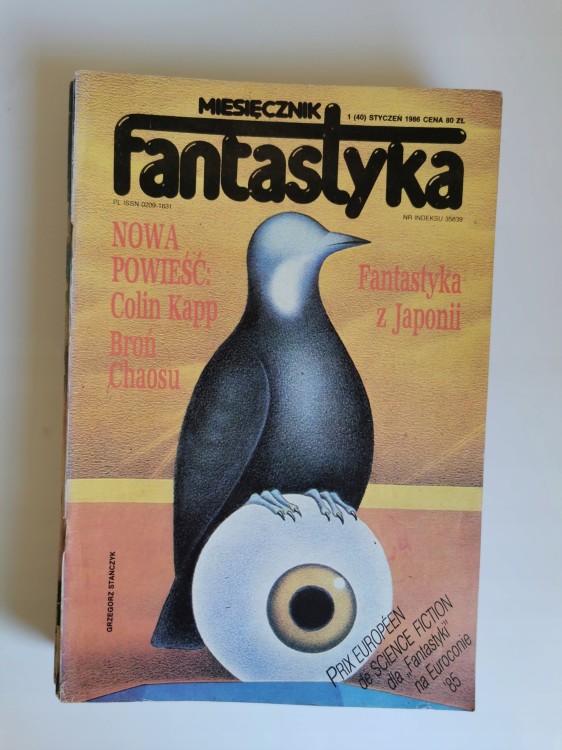 MIESIĘCZNIK
1 (40) STYCZEŃ 1986 CENA 80 ZŁ
fantastyka
PL ISSN 0209-1631
NR INDEKSU 35839
NOWA
POWIEŚĆ:
Colin Kapp
Broń
Chaosu
Fantastyka
z Japonii
GRZEGORZ STAŃCZYK
PRIX EUROPÉEN
de SCIENCE FICTION
dla „Fantastyki"
na Euroconie
'85